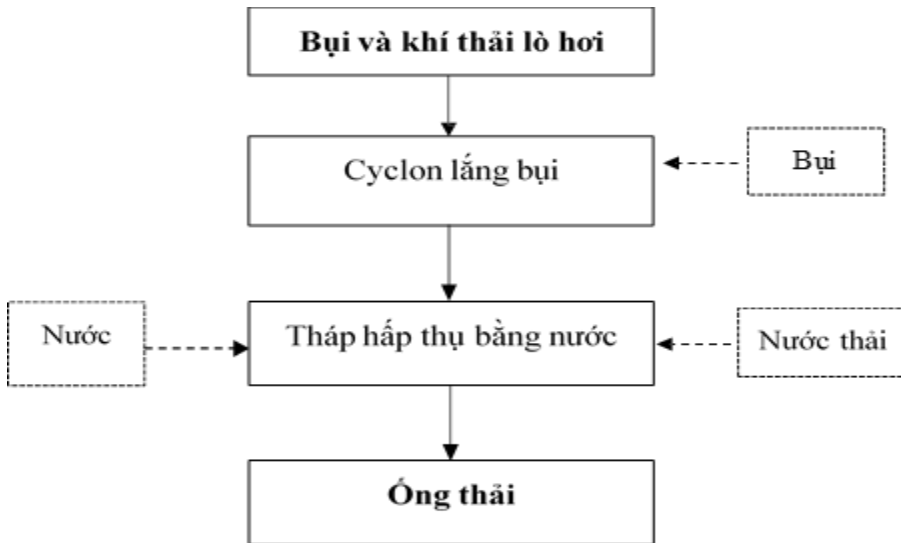 Bụi và khí thải lò hơi
Cyclon lắng bụi
Bụi
Nước
Tháp hấp thụ bằng nước
Nước thải
Ống thải